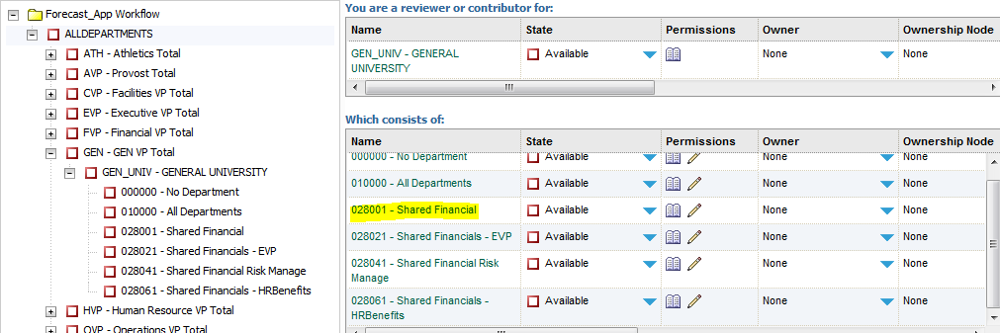 Forecast_App Workflow
ALLDEPARTMENTS
ATH - Athletics Total
AVP - Provost Total
CVP - Facilities VP Total
EVP - Executive VP Total
FVP - Financial VP Total
GEN - GEN VP Total
GEN_UNIV - GENERAL UNIVERSITY
000000 - No Department
010000 - All Departments
028001 - Shared Financial
028021 - Shared Financials - EVP
028041 - Shared Financial Risk Manage
028061 - Shared Financials - HRBenefits
HVP - Human Resource VP Total
OVP - Operations VP Total
You are a reviewer or contributor for:
Name State Permissions Owner Ownership Node
GEN_UNIV - GENERAL Available None None
UNIVERSITY
Which consists of:
Name State Permissions Owner Ownership Node
000000 - No Department Available None None
010000 - All Departments Available None None
028001 - Shared Financial Available None None
028021 - Shared Financials - EVP Available None None
028041 - Shared Financial Risk Available None None
Manage
028061 - Shared Financials - Available None None
HRBenefits